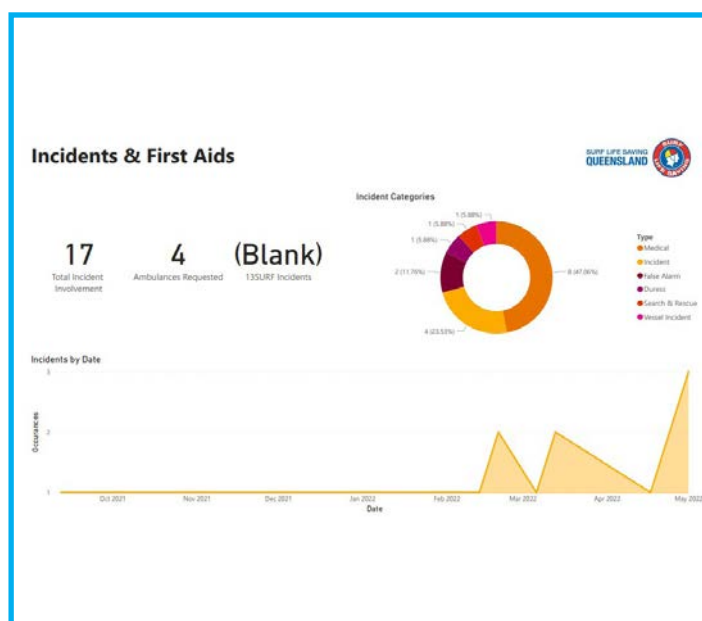 Incidents & First Aids
SURF LIFE SAVING
QUEENSLAND
SURF
LIFE SAVING
Incident Categories
17
Total Incident
Involvement
4
Ambulances Requested
(Blank)
13SURF Incidents
1 (5.88%)
1 (5.88%)
1 (5.88%)
2 (11.76%)
4 (23.53%)
8 (47.06%)
Type
Medical
Incident
False Alarm
Duress
Search & Rescue
Vessel Incident
Incidents by Date
Occurances
3
2
1
Oct 2021
Nov 2021
Dec 2021
Jan 2022
Feb 2022
Mar 2022
Apr 2022
May 2022
Date